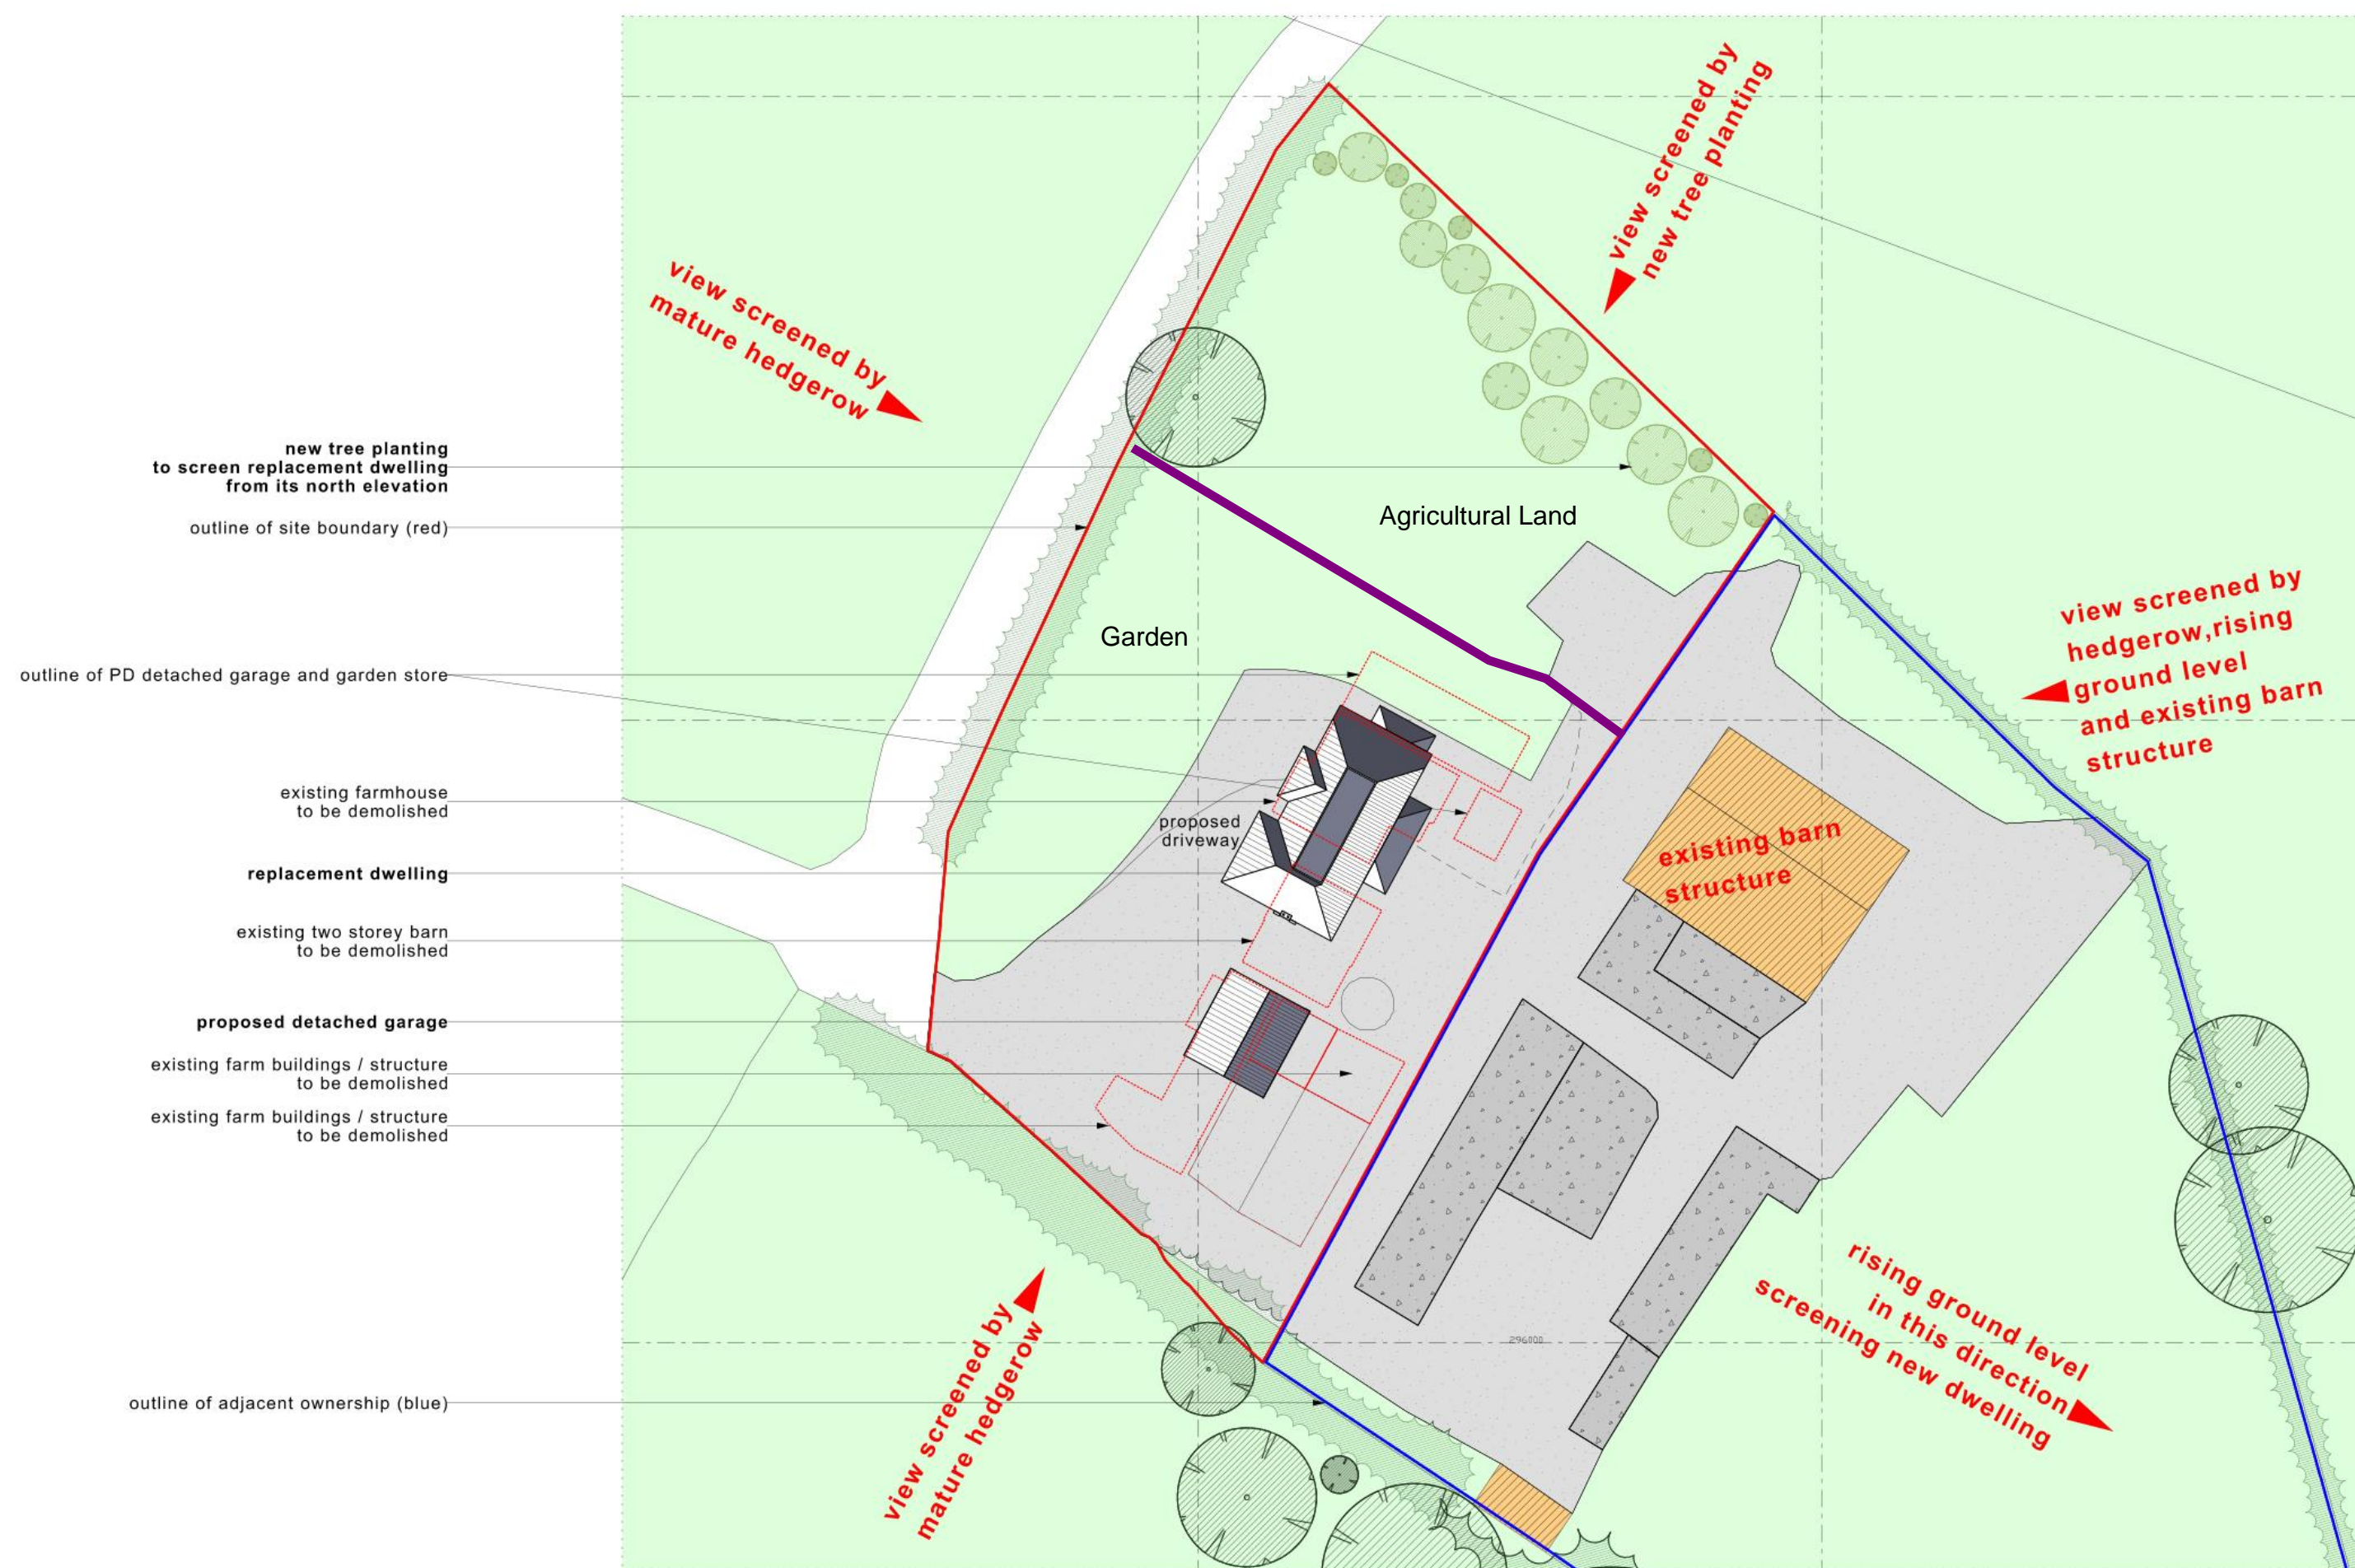 new tree planting
to screen replacement dwelling
from its north elevation
outline of site boundary (red)
outline of PD detached garage and garden store
existing farmhouse
to be demolished
replacement dwelling
existing two storey barn
to be demolished
proposed detached garage
existing farm buildings / structure
to be demolished
existing farm buildings / structure
to be demolished
outline of adjacent ownership (blue)
view screened by
mature hedgerow
view screened by
new tree planting
Agricultural Land
Garden
proposed
driveway
view screened by
hedgerow,rising
ground level
and existing barn
structure
existing barn
structure
rising ground level
in this direction
screening new dwelling
view screened by
mature hedgerow
296000